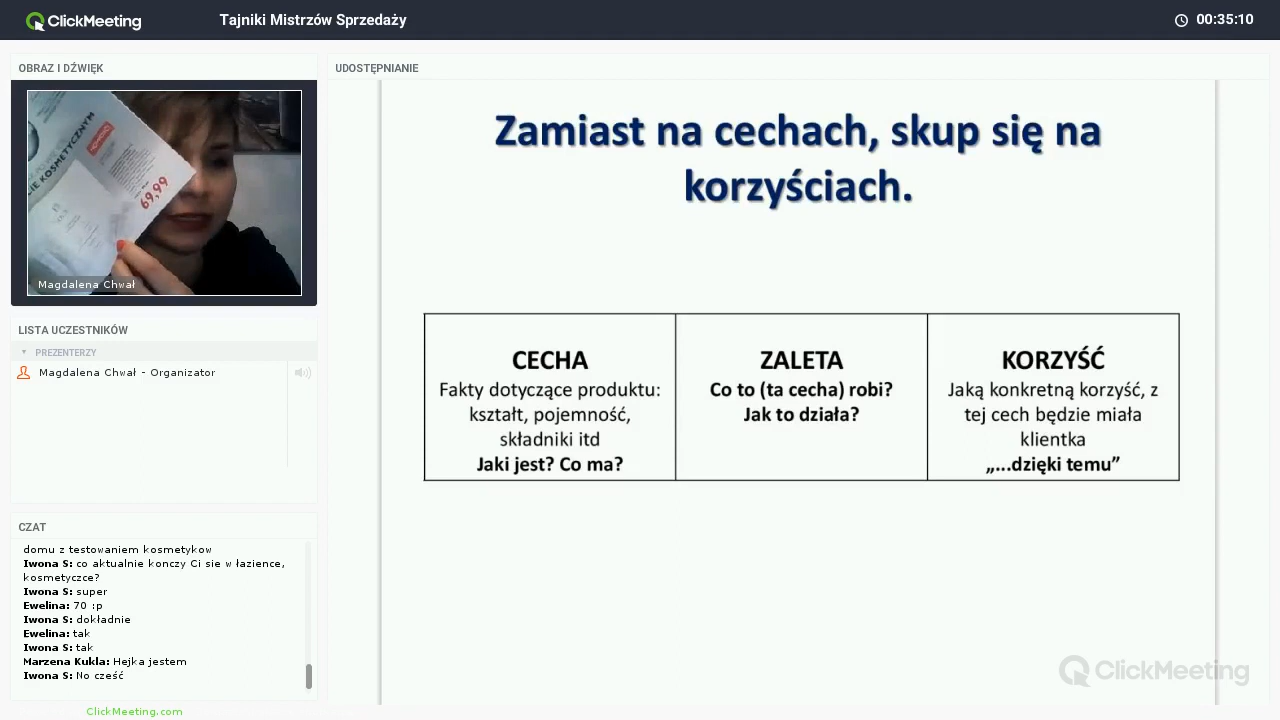 ClickMeeting
Tajniki Mistrzów Sprzedaży
00:35:10
OBRAZ I DŹWIĘK
CIE KOSMETYCZNYM
69,99
Magdalena Chwał
LISTA UCZESTNIKÓW
PREZENTERZY
Magdalena Chwał - Organizator
CZAT
domu z testowaniem kosmetykow
Iwona S: co aktualnie konczy Ci sie w łazience,
kosmetyczce?
Iwona S: super
Ewelina: 70 :p
Iwona S: dokładnie
Ewelina: tak
Iwona S: tak
Marzena Kukla: Hejka jestem
Iwona S: No cześć
ClickMeeting.com
UDOSTĘPNIANIE
Zamiast na cechach, skup się na
korzyściach.
CECHA
Fakty dotyczące produktu:
kształt, pojemność,
składniki itd
Jaki jest? Co ma?
ZALETA
Co to (ta cecha) robi?
Jak to działa?
KORZYŚĆ
Jaką konkretną korzyść, z
tej cech będzie miała
klientka
„...dzięki temu”
ClickMeeting